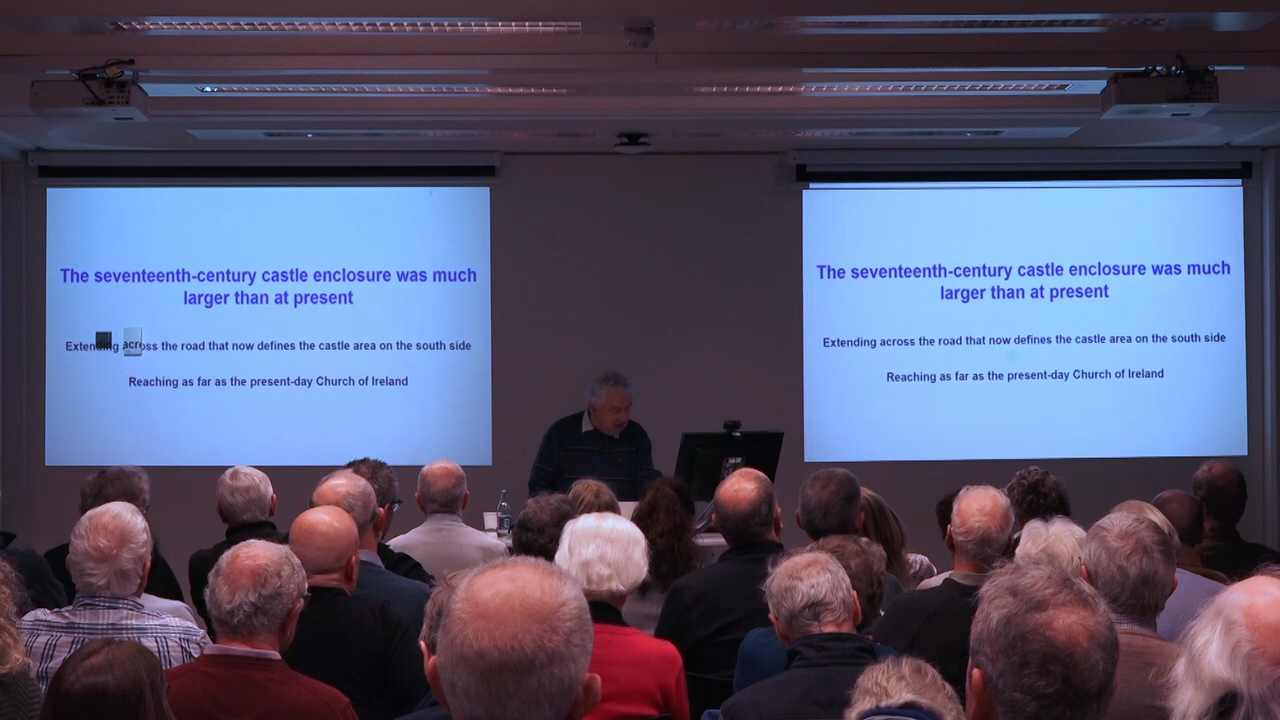 The seventeenth-century castle enclosure was much
larger than at present
Extending across the road that now defines the castle area on the south side
Reaching as far as the present-day Church of Ireland
The seventeenth-century castle enclosure was much
larger than at present
Extending across the road that now defines the castle area on the south side
Reaching as far as the present-day Church of Ireland